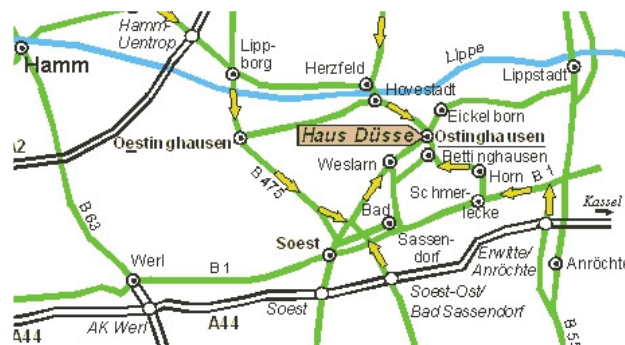 Hamm-
Uentrop
Hamm
Lipp-
borg
Herzfeld
Lippe
Lippstadt
Hovestadt
Eickelborn
Oestinghausen
Haus Düsse
Ostinghausen
A2
Weslarn
Bettinghausen
Horn
B 1
B 475
Schmer-
lecke
Kassel
B 63
Bad
Sassen-
dorf
Soest
Erwitte/
Anröchte
Anröchte
Werl
B 1
Soest
Soest-Ost/
Bad Sassendorf
A44
AK Werl
A44
B 55